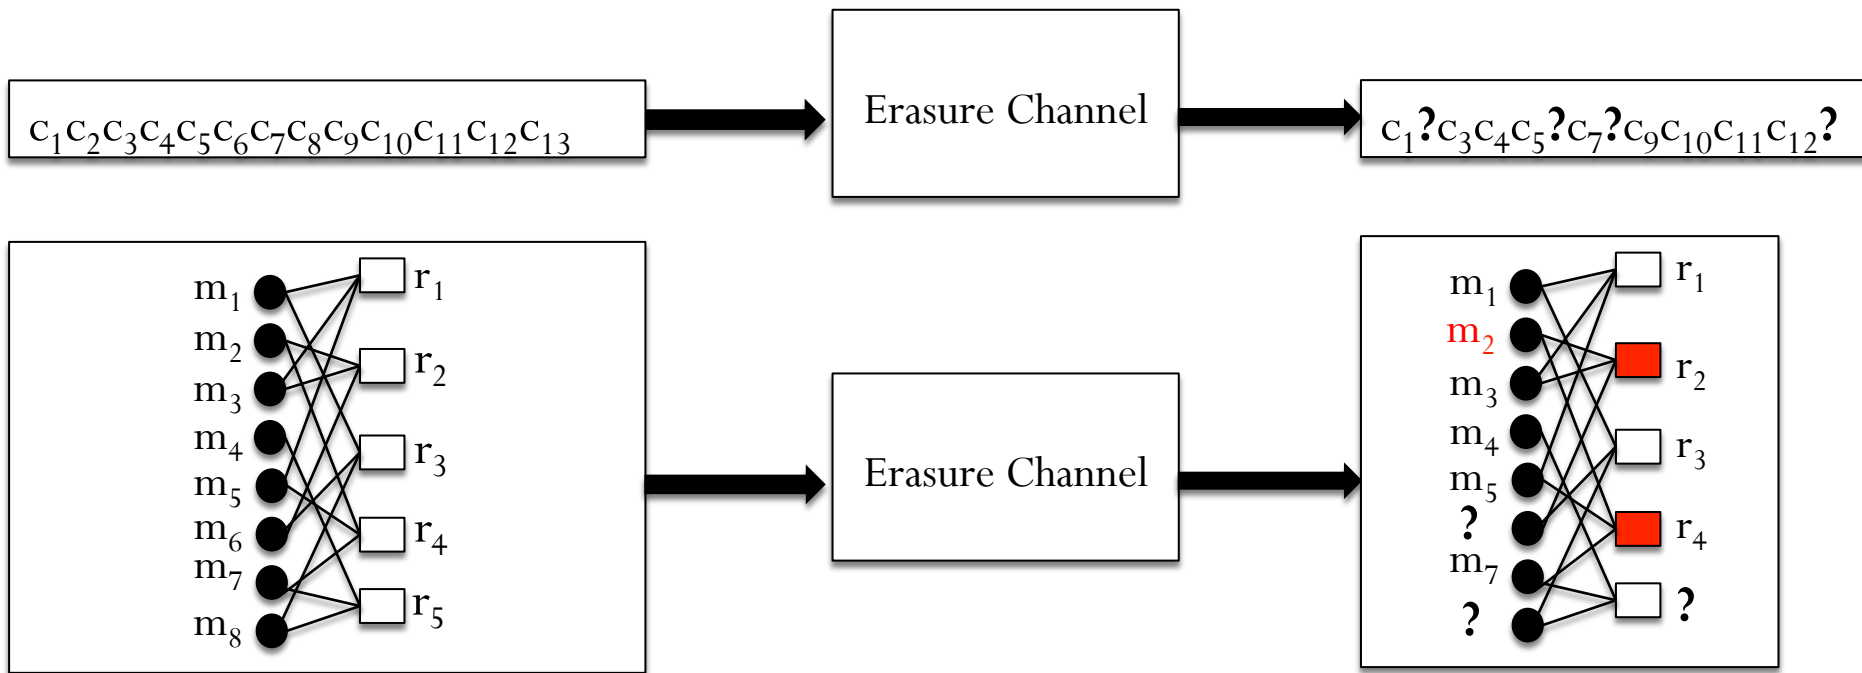 c₁c₂c₃c₄c₅c₆c₇c₈c₉c₁₀c₁₁c₁₂c₁₃
Erasure Channel
c₁?c₃c₄c₅?c₇?c₉c₁₀c₁₁c₁₂?
m₁
m₂
m₃
m₄
m₅
m₆
m₇
m₈
r₁
r₂
r₃
r₄
r₅
Erasure Channel
m₁
m₂
m₃
m₄
m₅
?
m₇
?
r₁
r₂
r₃
r₄
?